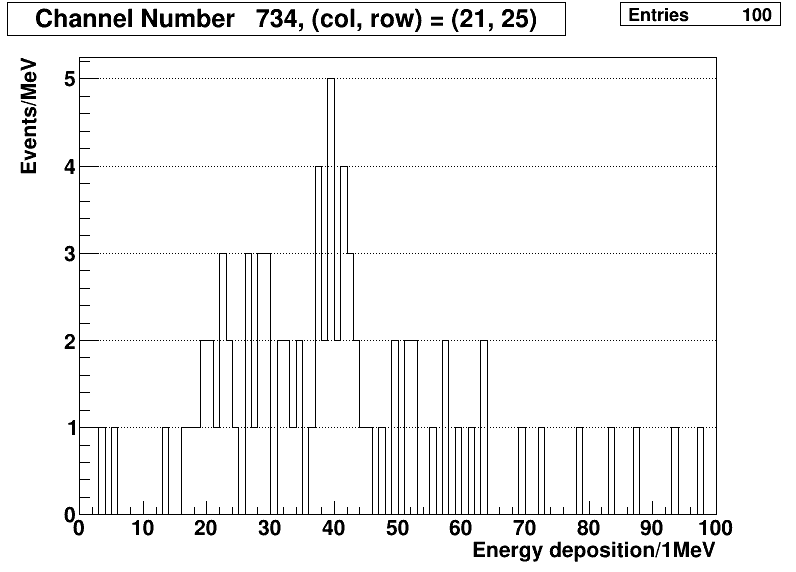 Channel Number 734, (col, row) = (21, 25)
Entries 100
Events/MeV
5
4
3
2
1
0
0 10 20 30 40 50 60 70 80 90 100
Energy deposition/1MeV